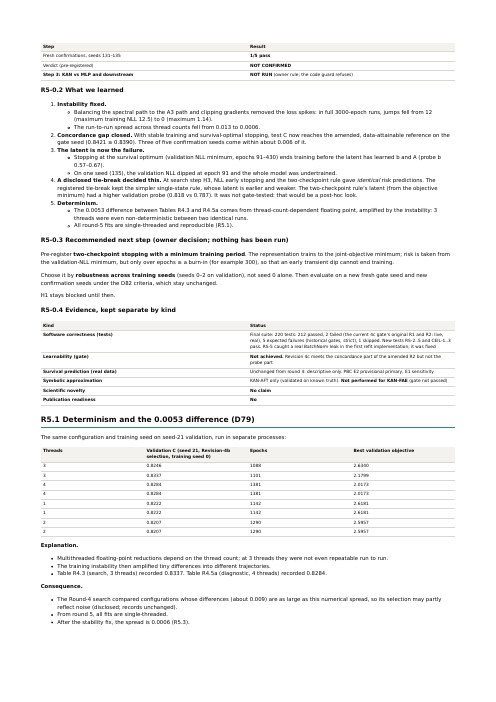 Step Result
Fresh confirmations, seeds 131–135 1/5 pass
Verdict (pre-registered) NOT CONFIRMED
Step 3: KAN vs MLP and downstream NOT RUN (owner rule; the code guard refuses)
R5-0.2 What we learned
1. Instability fixed.
Balancing the spectral path to the A3 path and clipping gradients removed the loss spikes: in full 3000-epoch runs, jumps fell from 12
(maximum training NLL 12.5) to 0 (maximum 1.14).
The run-to-run spread across thread counts fell from 0.013 to 0.0006.
2. Concordance gap closed. With stable training and survival-optimal stopping, test C now reaches the amended, data-attainable reference on the
gate seed (0.8421 ≥ 0.8390). Three of five confirmation seeds come within about 0.006 of it.
3. The latent is now the failure.
Stopping at the survival optimum (validation NLL minimum, epochs 91–430) ends training before the latent has learned b and A (probe b
0.57–0.67).
On one seed (135), the validation NLL dipped at epoch 91 and the whole model was undertrained.
4. A disclosed tie-break decided this. At search step H1, NLL early stopping and the two-checkpoint rule gave identical risk predictions. The
registered tie-break kept the simpler single-state rule, whose latent is earlier and weaker. The two-checkpoint rule's latent (from the objective
minimum) had a higher validation probe (0.818 vs 0.787). It was not gate-tested: that would be a post-hoc look.
5. Determinism.
The 0.0053 difference between Tables R4.3 and R4.5a comes from thread-count-dependent floating point, amplified by the instability: 3
threads were even non-deterministic between two identical runs.
All round-5 fits are single-threaded and reproducible (R5.1).
R5-0.3 Recommended next step (owner decision; nothing has been run)
Pre-register two-checkpoint stopping with a minimum training period. The representation trains to the joint-objective minimum; risk is taken
from the validation-NLL minimum, but only over epochs ≥ a burn-in (for example 300), so that an early transient dip cannot end training.
Choose it by robustness across training seeds (seeds 0–2 on validation), not seed 0 alone. Then evaluate on a new fresh gate seed and new
confirmation seeds under the D82 criteria, which stay unchanged.
H1 stays blocked until then.
R5-0.4 Evidence, kept separate by kind
Kind Status
Software correctness (tests) Final suite: 220 tests: 212 passed, 2 failed (the current 4c gate's original R1 and R2: live,
real), 5 expected failures (historical gates, strict), 1 skipped. New tests RS-2..5 and CEIL-1..3
pass. RS-5 caught a real BatchNorm leak in the first refit implementation; it was fixed
Learnability (gate) Not achieved. Revision 4c meets the concordance part of the amended R2 but not the
probe part
Survival prediction (real data) Unchanged from round 4: descriptive only, PBC E2 provisional primary, E1 sensitivity
Symbolic approximation KAN-AFT only (validated on known truth). Not performed for KAN-FAE (gate not passed)
Scientific novelty No claim
Publication readiness No
R5.1 Determinism and the 0.0053 difference (D79)
The same configuration and training seed on seed-21 validation, run in separate processes:
Threads Validation C (seed 21, Revision-4b Epochs Best validation objective
selection, training seed 0)
3 0.8246 1088 2.6340
3 0.8337 1101 2.1799
4 0.8284 1381 2.0173
4 0.8284 1381 2.0173
1 0.8222 1142 2.6181
1 0.8222 1142 2.6181
2 0.8207 1290 2.5957
2 0.8207 1290 2.5957
Explanation.
Multithreaded floating-point reductions depend on the thread count; at 3 threads they were not even repeatable run to run.
The training instability then amplified tiny differences into different trajectories.
Table R4.3 (search, 3 threads) recorded 0.8337. Table R4.5a (diagnostic, 4 threads) recorded 0.8284.
Consequence.
The Round-4 search compared configurations whose differences (about 0.009) are as large as this numerical spread, so its selection may partly
reflect noise (disclosed; records unchanged).
From round 5, all fits are single-threaded.
After the stability fix, the spread is 0.0006 (R5.3).